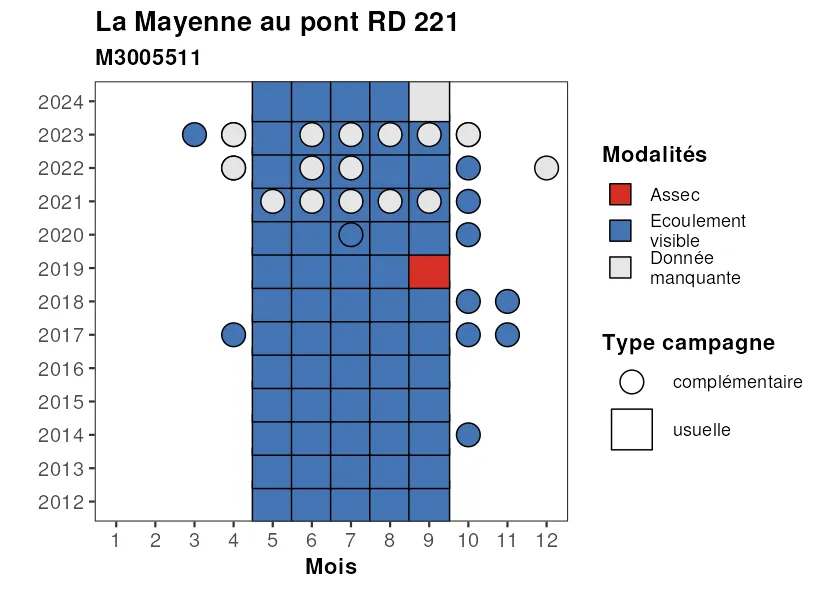 La Mayenne au pont RD 221
M3005511
2024
2023
2022
2021
2020
2019
2018
2017
2016
2015
2014
2013
2012
1 2 3 4 5 6 7 8 9 10 11 12
Mois
Modalités
Assec
Ecoulement
visible
Donnée
manquante
Type campagne
complémentaire
usuelle